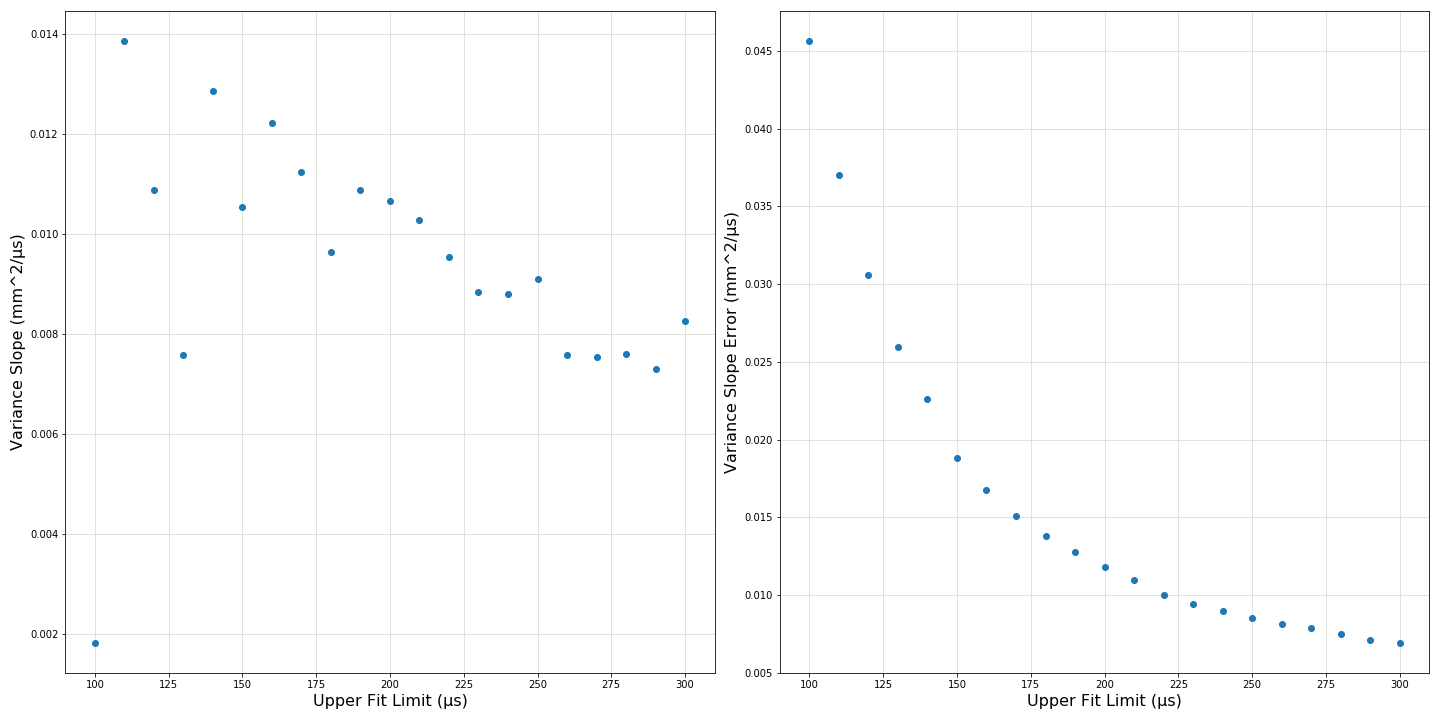 0.014
0.012
0.010
0.008
0.006
0.004
0.002
Variance Slope (mm^2/μs)
100 125 150 175 200 225 250 275 300
Upper Fit Limit (μs)
0.045
0.040
0.035
0.030
0.025
0.020
0.015
0.010
0.005
Variance Slope Error (mm^2/μs)
100 125 150 175 200 225 250 275 300
Upper Fit Limit (μs)